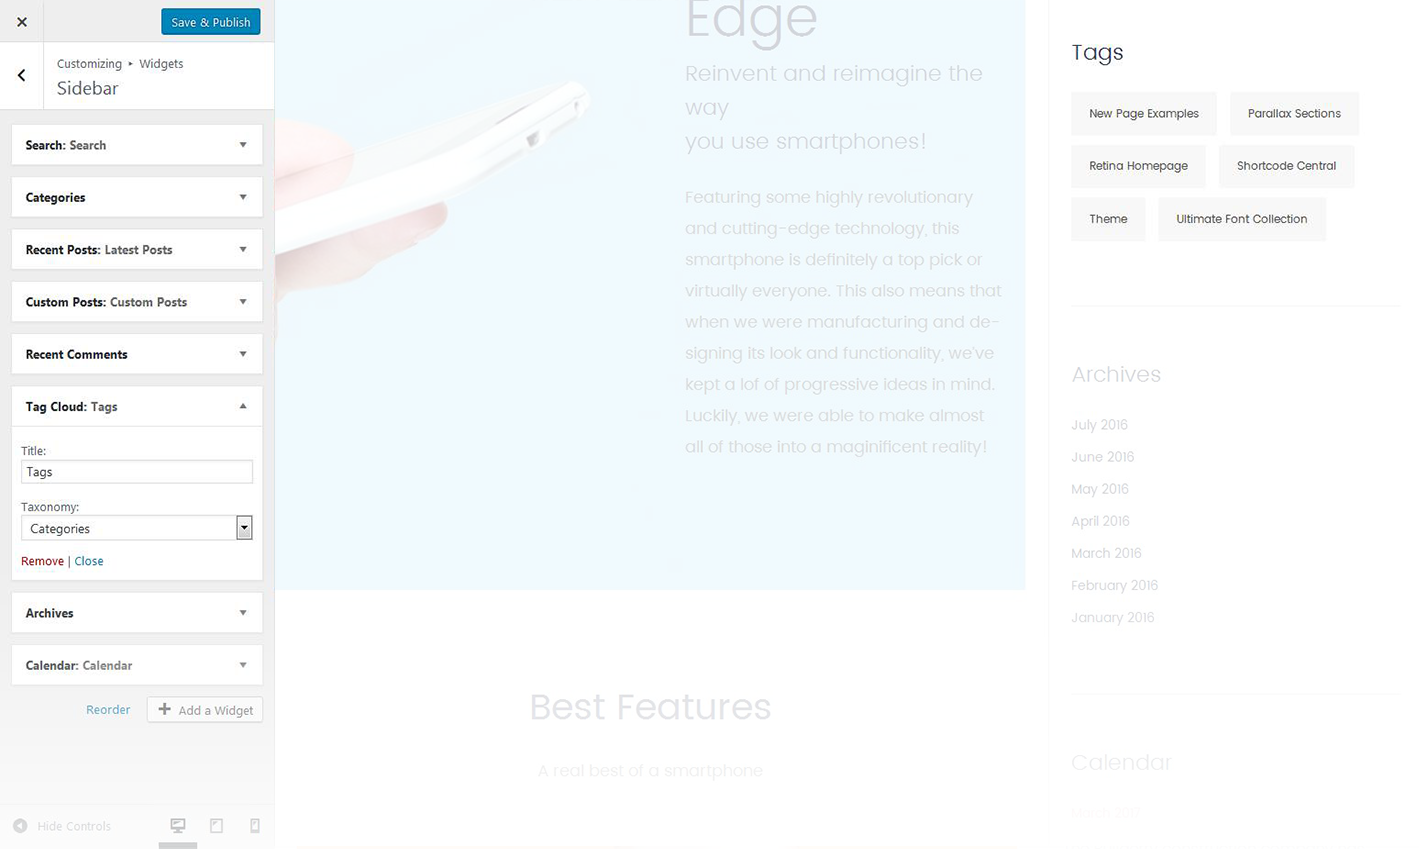 Save & Publish
Customizing ‣ Widgets
Sidebar
Search: Search
Categories
Recent Posts: Latest Posts
Custom Posts: Custom Posts
Recent Comments
Tag Cloud: Tags
Title:
Tags
Taxonomy:
Categories
Remove | Close
Archives
Calendar: Calendar
Reorder
Add a Widget
Hide Controls
Edge
Reinvent and reimagine the
way
you use smartphones!
Featuring some highly revolutionary
and cutting-edge technology, this
smartphone is definitely a top pick or
virtually everyone. This also means that
when we were manufacturing and de-
signing its look and functionality, we've
kept a lof of progressive ideas in mind.
Luckily, we were able to make almost
all of those into a maginificent reality!
Best Features
A real best of a smartphone
Tags
New Page Examples
Parallax Sections
Retina Homepage
Shortcode Central
Theme
Ultimate Font Collection
Archives
July 2016
June 2016
May 2016
April 2016
March 2016
February 2016
January 2016
Calendar
March 2017